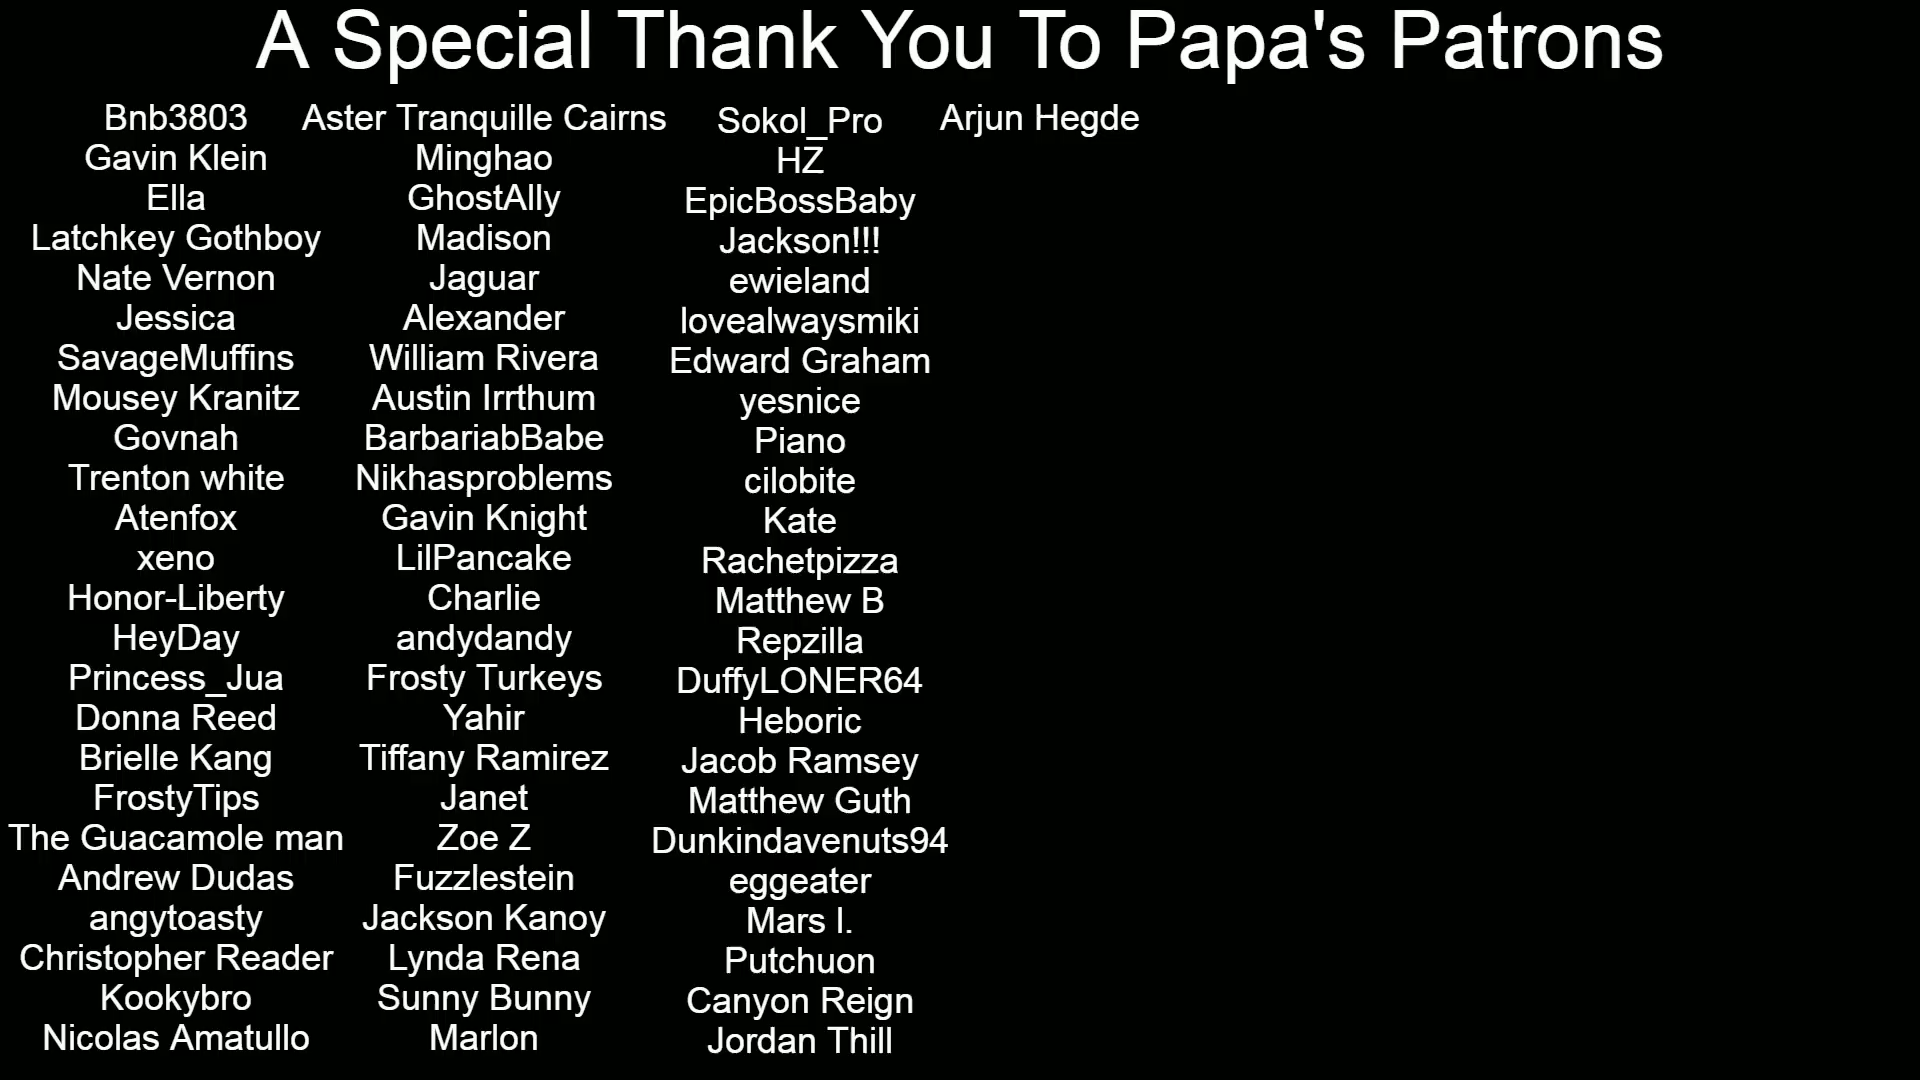 A Special Thank You To Papa's Patrons
Bnb3803
Gavin Klein
Ella
Latchkey Gothboy
Nate Vernon
Jessica
SavageMuffins
Mousey Kranitz
Govnah
Trenton white
Atenfox
xeno
Honor-Liberty
HeyDay
Princess_Jua
Donna Reed
Brielle Kang
FrostyTips
The Guacamole man
Andrew Dudas
angytoasty
Christopher Reader
Kookybro
Nicolas Amatullo
Aster Tranquille Cairns
Minghao
GhostAlly
Madison
Jaguar
Alexander
William Rivera
Austin Irrthum
BarbariabBabe
Nikhasproblems
Gavin Knight
LilPancake
Charlie
andydandy
Frosty Turkeys
Yahir
Tiffany Ramirez
Janet
Zoe Z
Fuzzlestein
Jackson Kanoy
Lynda Rena
Sunny Bunny
Marlon
Sokol_Pro
HZ
EpicBossBaby
Jackson!!!
ewieland
lovealwaysmiki
Edward Graham
yesnice
Piano
cilobite
Kate
Rachetpizza
Matthew B
Repzilla
DuffyLONER64
Heboric
Jacob Ramsey
Matthew Guth
Dunkindavenuts94
eggeater
Mars I.
Putchuon
Canyon Reign
Jordan Thill
Arjun Hegde